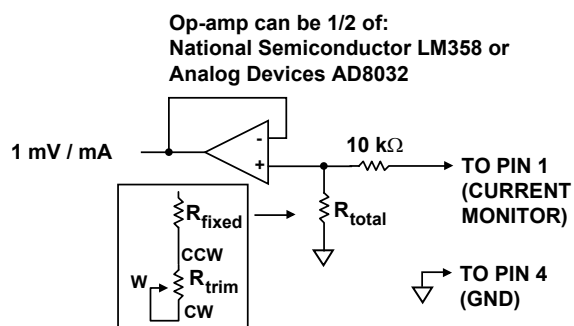 Op-amp can be 1/2 of:
National Semiconductor LM358 or
Analog Devices AD8032
-
+
10 kΩ
1 mV / mA
TO PIN 1
(CURRENT
MONITOR)
Rfixed
Rtotal
CCW
W
Rtrim
CW
TO PIN 4
(GND)